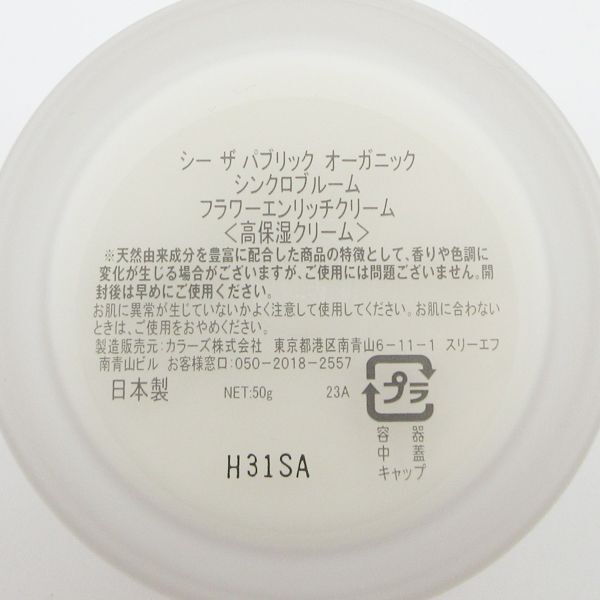 シー ザ パブリック オーガニック
シンクロブルーム
フラワーエンリッチクリーム
＜高保湿クリーム＞
※天然由来成分を豊富に配合した商品の特徴として、香りや色調に
変化が生じる場合がございますが、ご使用には問題ございません。開
封後は早めにご使用ください。
お肌に異常が生じていないかよく注意して使用してください。お肌に合わない
ときは、ご使用をおやめください。
製造販売元：カラーズ株式会社 東京都港区南青山6-11-1 スリーエフ
南青山ビル お客様窓口：050-2018-2557
日本製 NET:50g 23A プラ
容 器
中 蓋
キャップ
H31SA